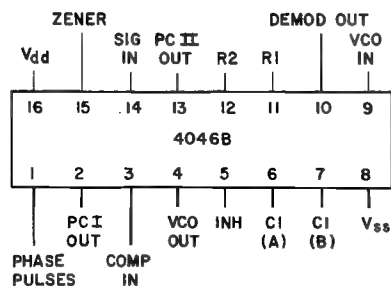 ZENER
DEMOD OUT
SIG IN
PC II OUT
VCO IN
Vdd
R2
R1
16 15 14 13 12 11 10 9
4046B
1 2 3 4 5 6 7 8
PC I OUT
VCO OUT
INH
C1 (A)
C1 (B)
Vss
PHASE PULSES
COMP IN